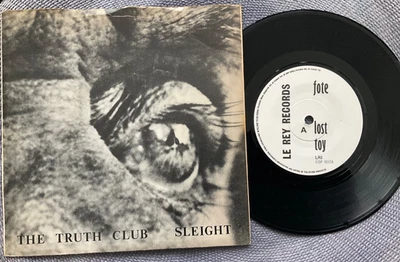 THE TRUTH CLUB SLEIGHT
LE REY RECORDS
fote
A
lost
toy